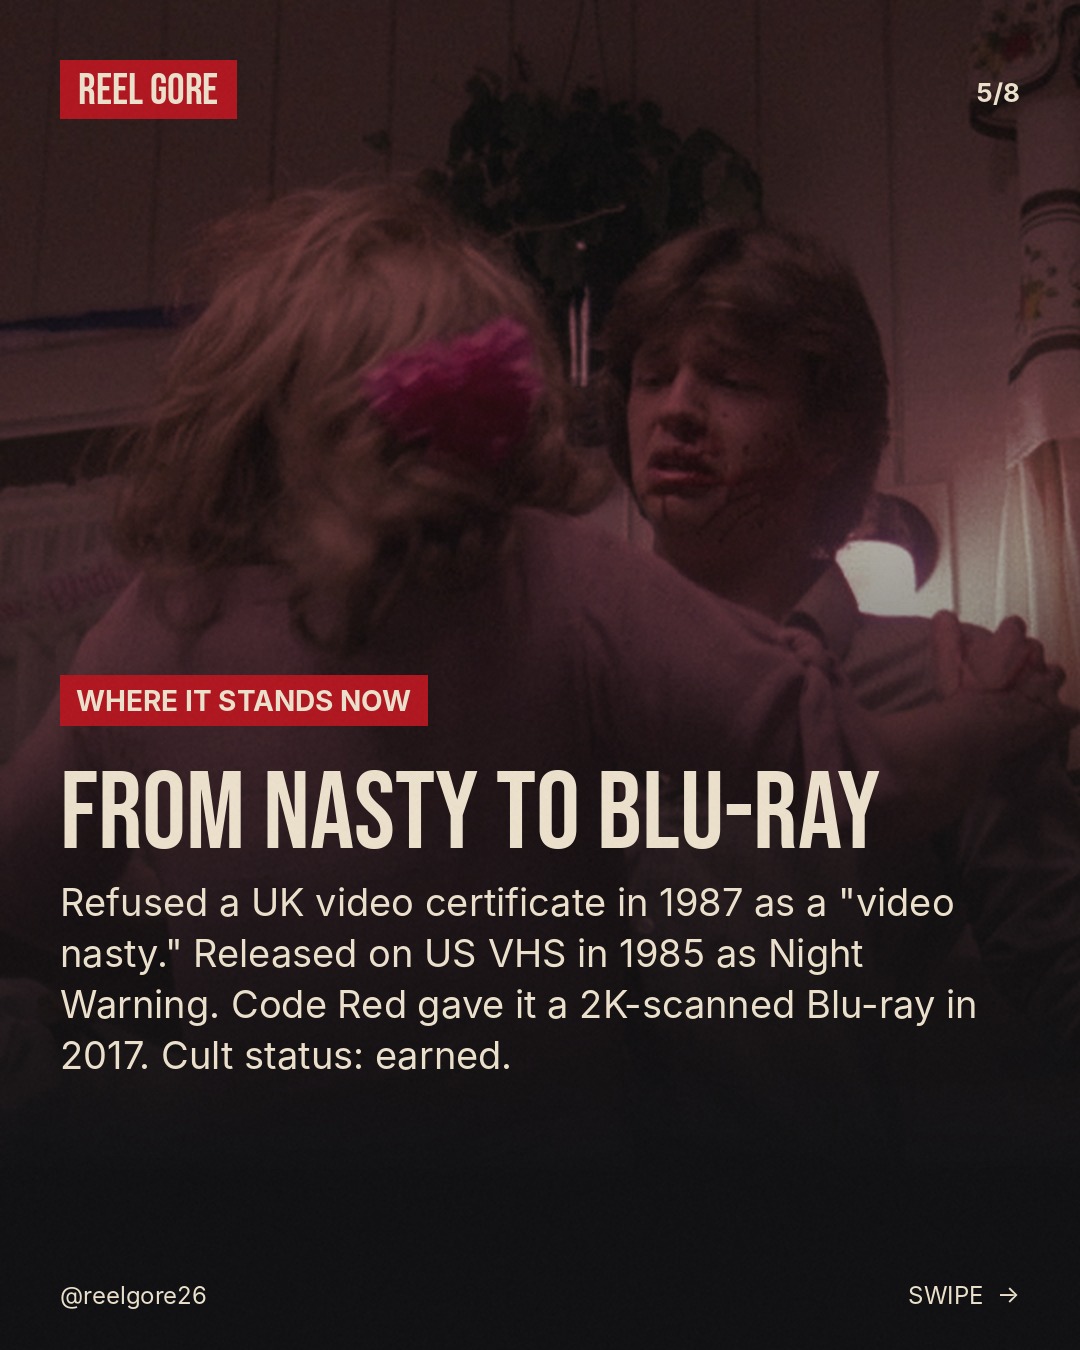 REEL GORE
5/8
WHERE IT STANDS NOW
FROM NASTY TO BLU-RAY
Refused a UK video certificate in 1987 as a "video
nasty." Released on US VHS in 1985 as Night
Warning. Code Red gave it a 2K-scanned Blu-ray in
2017. Cult status: earned.
@reelgore26
SWIPE →